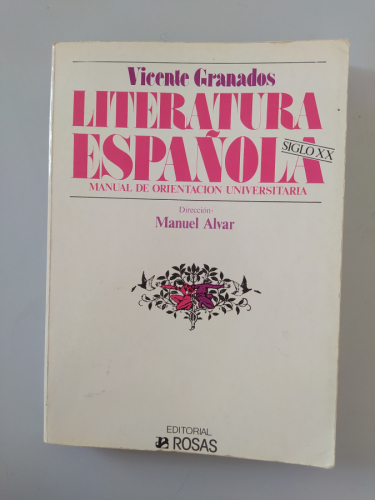 Vicente Granados
LITERATURA
ESPAÑOLA
SIGLO XX
MANUAL DE ORIENTACION UNIVERSITARIA
Dirección·
Manuel Alvar
EDITORIAL
ROSAS